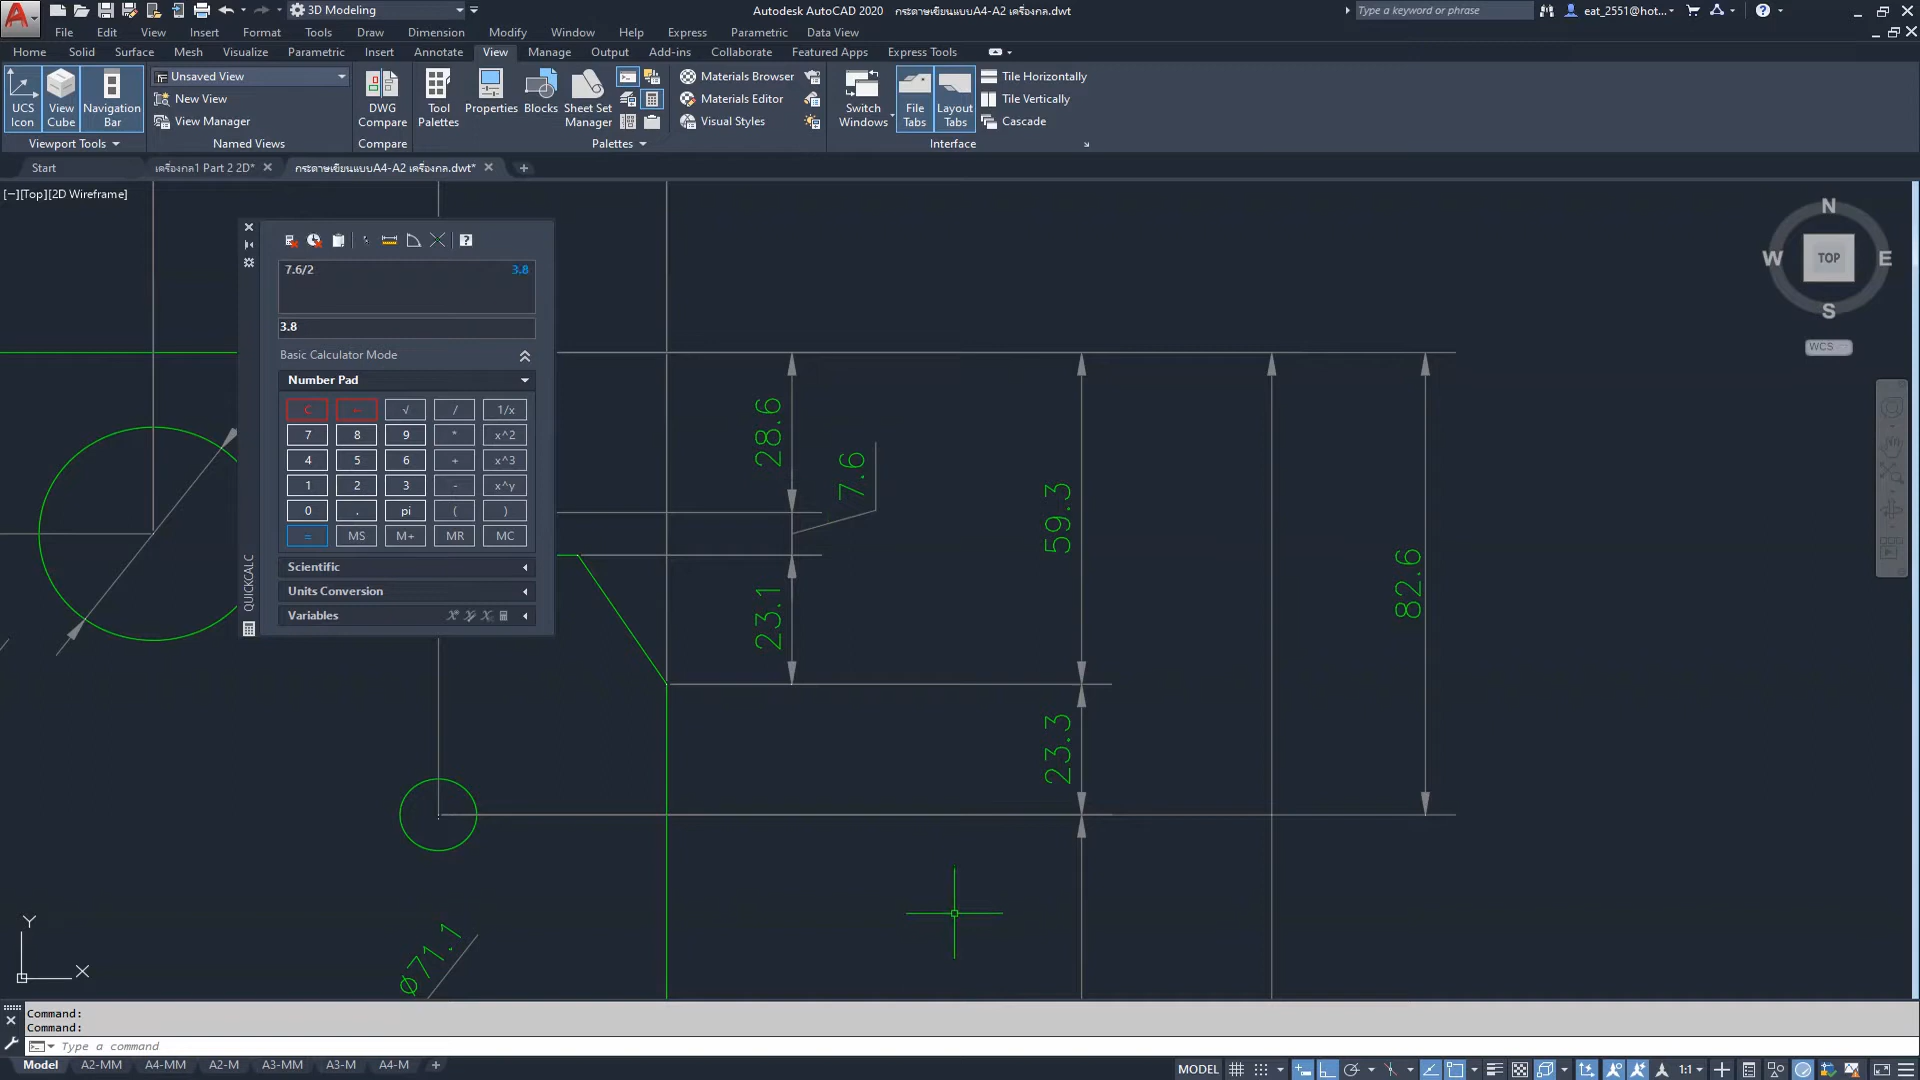 3D Modeling
Autodesk AutoCAD 2020 กระดาษเขียนแบบA4-A2 เครื่องกล.dwt
Type a keyword or phrase
eat_2551@hot...
File Edit View Insert Format Tools Draw Dimension Modify Window Help Express Parametric Data View
Home Solid Surface Mesh Visualize Parametric Insert Annotate View Manage Output Add-ins Collaborate Featured Apps Express Tools
UCS Icon
View Cube
Navigation Bar
Viewport Tools
Unsaved View
New View
View Manager
Named Views
DWG Compare
Compare
Tool Palettes
Properties
Blocks
Sheet Set Manager
Materials Browser
Materials Editor
Visual Styles
Palettes
Switch Windows
File Tabs
Layout Tabs
Tile Horizontally
Tile Vertically
Cascade
Interface
Start
เครื่องกล1 Part 2 2D*
กระดาษเขียนแบบA4-A2 เครื่องกล.dwt*
[−][Top][2D Wireframe]
N
W TOP E
S
WCS
7.6/2 3.8
3.8
Basic Calculator Mode
Number Pad
C ← √ / 1/x
7 8 9 * x^2
4 5 6 + x^3
1 2 3 - x^y
0 . pi ( )
= MS M+ MR MC
Scientific
Units Conversion
Variables
QUICKCALC
28.6
7.6
59.3
82.6
23.1
23.3
ø71.1
Y
X
Command:
Command:
Type a command
Model A2-MM A4-MM A2-M A3-MM A3-M A4-M
MODEL
1:1